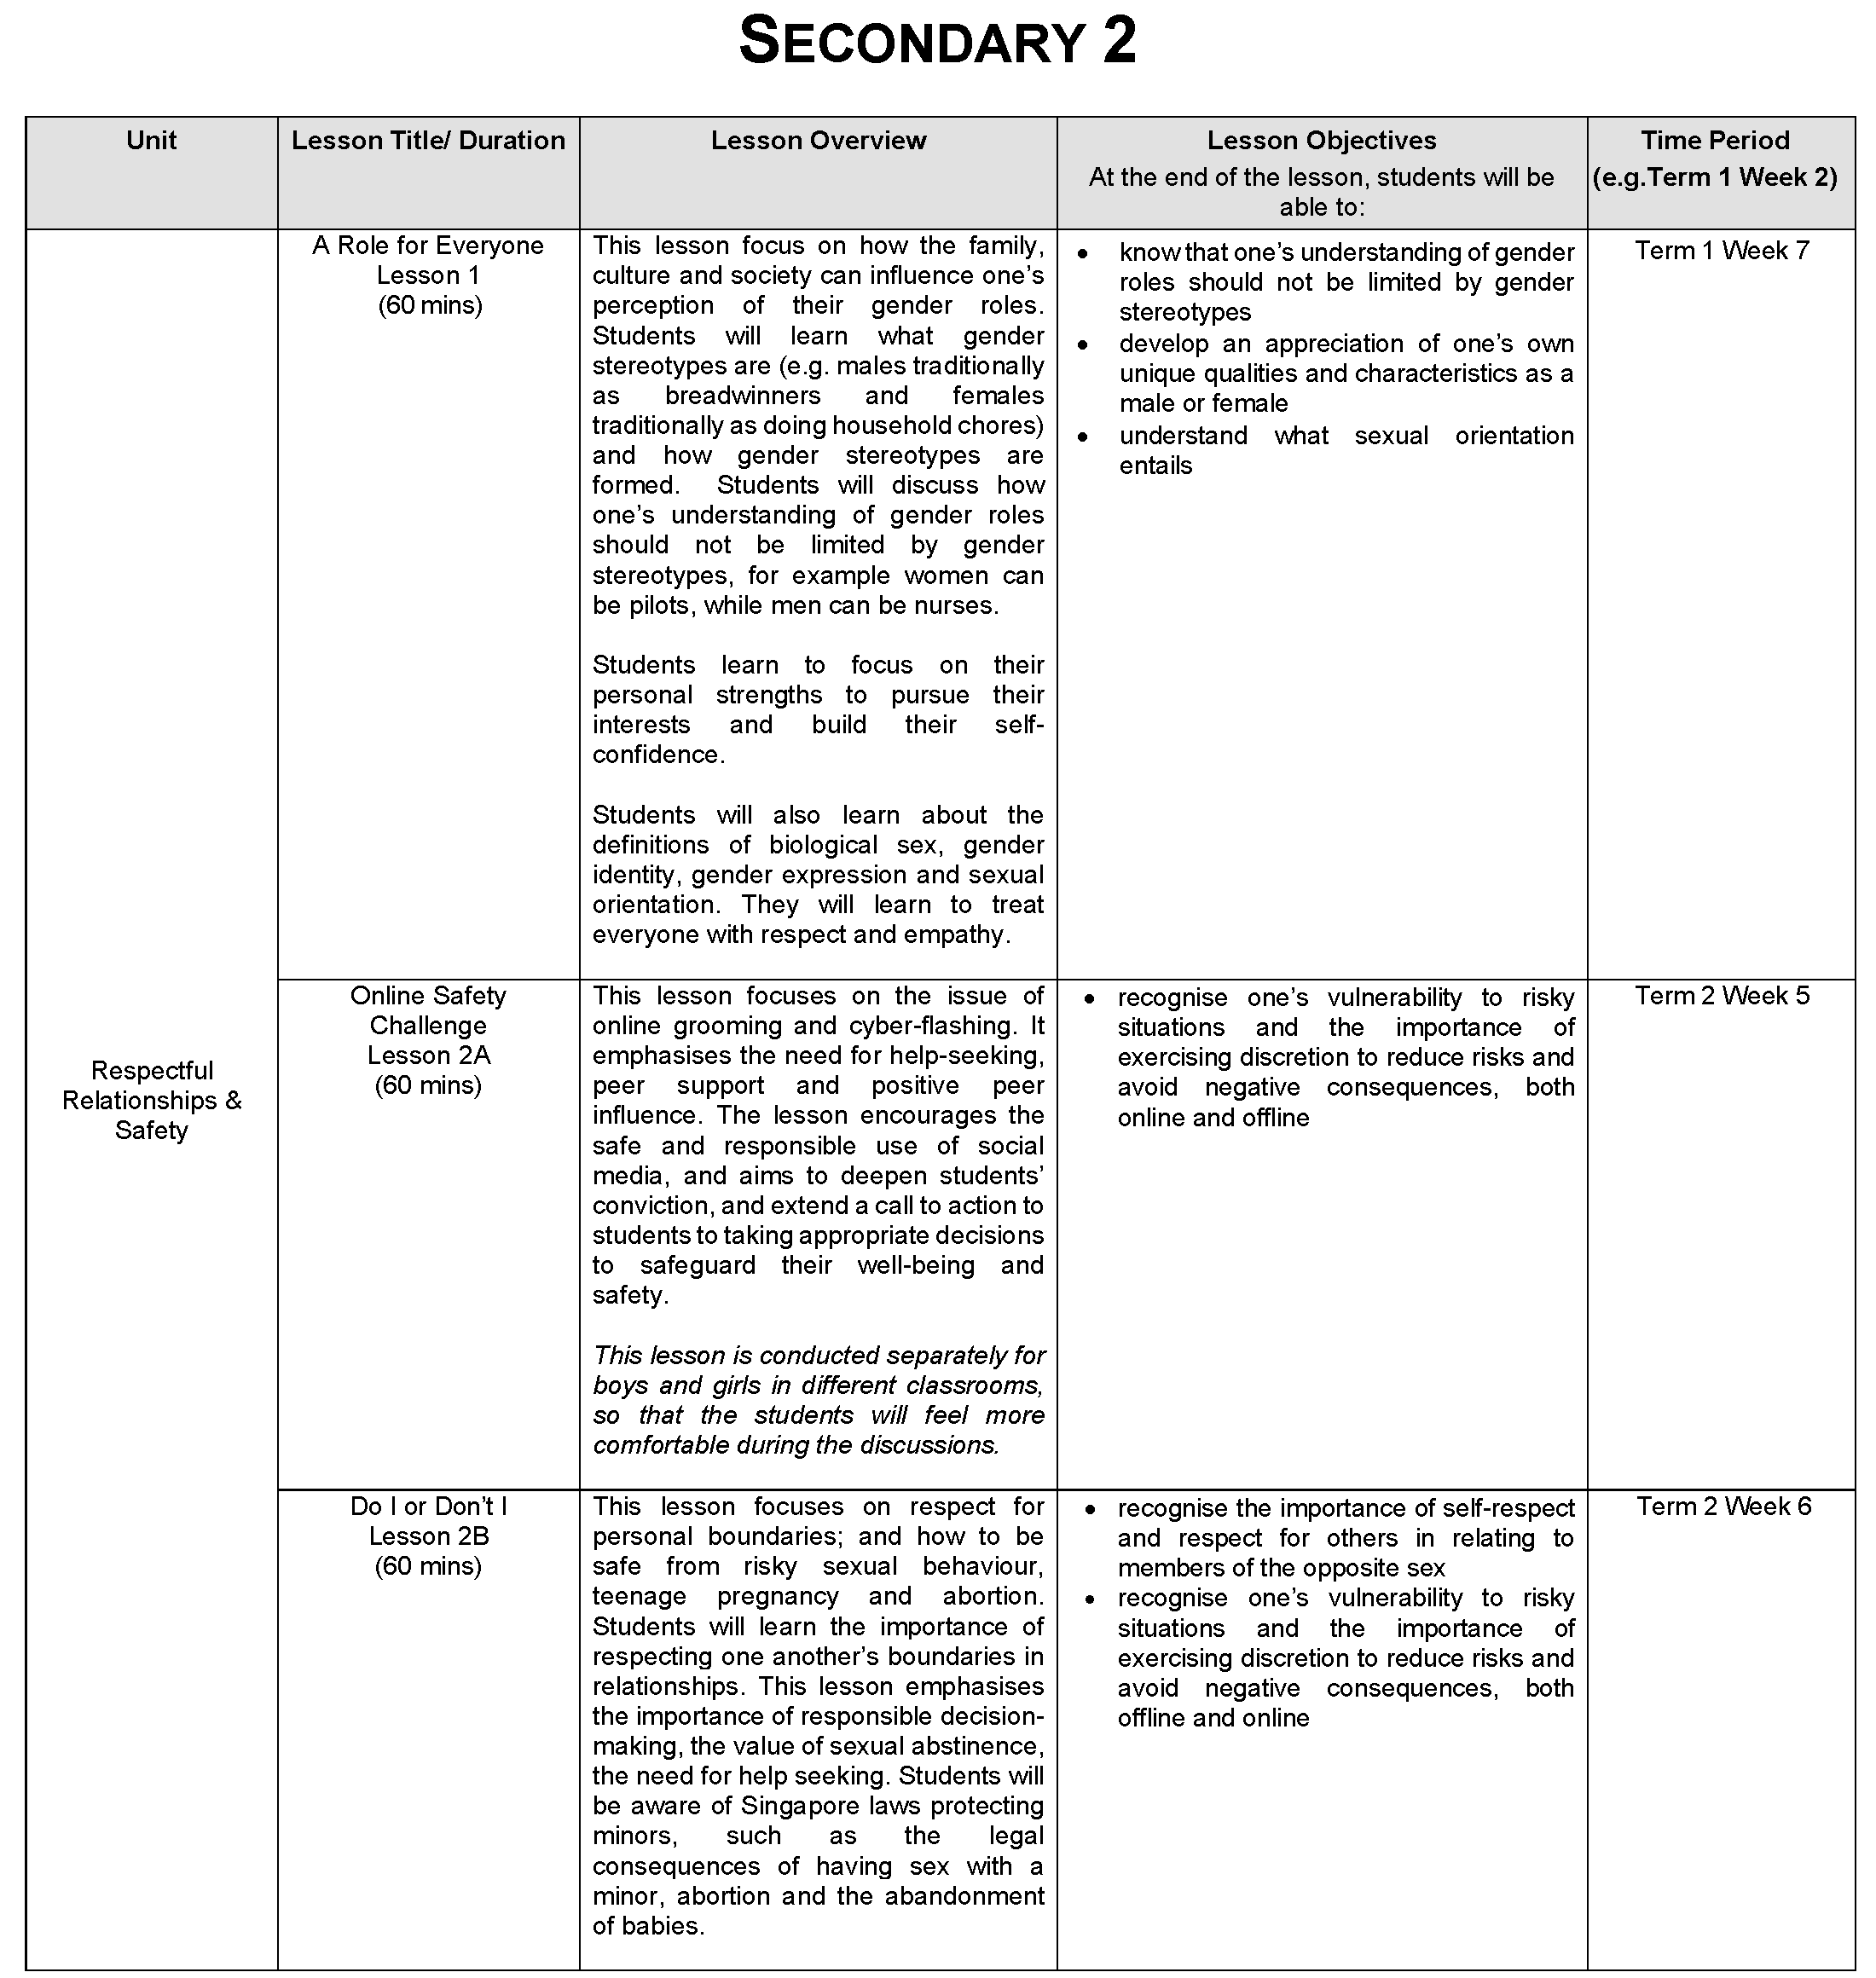 SECONDARY 2
Unit
Lesson Title/ Duration
Lesson Overview
Lesson Objectives
At the end of the lesson, students will be
able to:
Time Period
(e.g.Term 1 Week 2)
Respectful
Relationships &
Safety
A Role for Everyone
Lesson 1
(60 mins)
This lesson focus on how the family,
culture and society can influence one’s
perception of their gender roles.
Students will learn what gender
stereotypes are (e.g. males traditionally
as breadwinners and females
traditionally as doing household chores)
and how gender stereotypes are
formed. Students will discuss how
one’s understanding of gender roles
should not be limited by gender
stereotypes, for example women can
be pilots, while men can be nurses.
Students learn to focus on their
personal strengths to pursue their
interests and build their self-
confidence.
Students will also learn about the
definitions of biological sex, gender
identity, gender expression and sexual
orientation. They will learn to treat
everyone with respect and empathy.
• know that one’s understanding of gender
roles should not be limited by gender
stereotypes
• develop an appreciation of one’s own
unique qualities and characteristics as a
male or female
• understand what sexual orientation
entails
Term 1 Week 7
Online Safety
Challenge
Lesson 2A
(60 mins)
This lesson focuses on the issue of
online grooming and cyber-flashing. It
emphasises the need for help-seeking,
peer support and positive peer
influence. The lesson encourages the
safe and responsible use of social
media, and aims to deepen students’
conviction, and extend a call to action to
students to taking appropriate decisions
to safeguard their well-being and
safety.
This lesson is conducted separately for
boys and girls in different classrooms,
so that the students will feel more
comfortable during the discussions.
• recognise one’s vulnerability to risky
situations and the importance of
exercising discretion to reduce risks and
avoid negative consequences, both
online and offline
Term 2 Week 5
Do I or Don’t I
Lesson 2B
(60 mins)
This lesson focuses on respect for
personal boundaries; and how to be
safe from risky sexual behaviour,
teenage pregnancy and abortion.
Students will learn the importance of
respecting one another’s boundaries in
relationships. This lesson emphasises
the importance of responsible decision-
making, the value of sexual abstinence,
the need for help seeking. Students will
be aware of Singapore laws protecting
minors, such as the legal
consequences of having sex with a
minor, abortion and the abandonment
of babies.
• recognise the importance of self-respect
and respect for others in relating to
members of the opposite sex
• recognise one’s vulnerability to risky
situations and the importance of
exercising discretion to reduce risks and
avoid negative consequences, both
offline and online
Term 2 Week 6